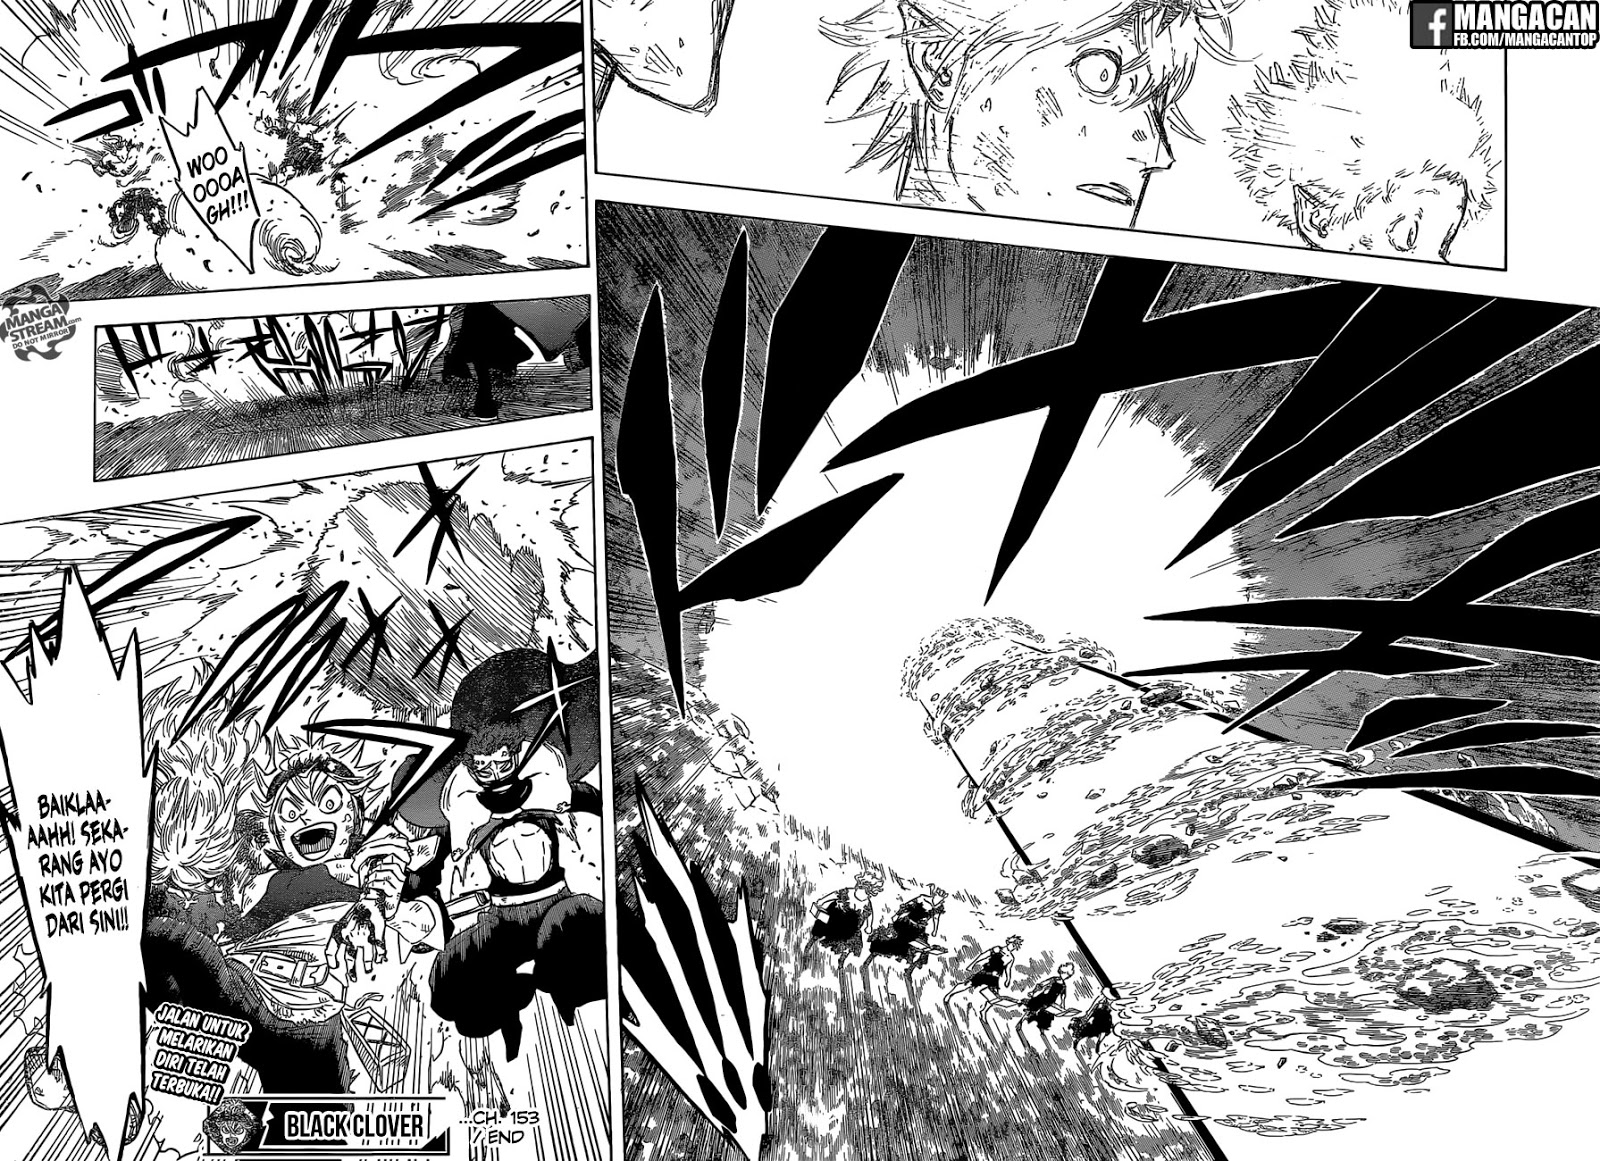 MANGACAN
FB.COM/MANGACANTOP
WOO
OOOA
GH!!!
MANGA
STREAM.com
DO NOT MIRROR
BAIKLAA-
AAHH! SEKA-
RANG AYO
KITA PERGI
DARI SINI!!
JALAN UNTUK
MELARIKAN
DIRI TELAH
TERBUKA!!
BLACK CLOVER
...CH. 153
/ END